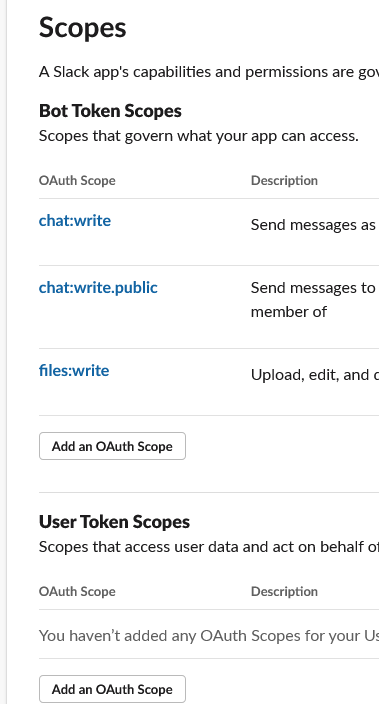 Scopes
A Slack app's capabilities and permissions are
Bot Token Scopes
Scopes that govern what your app can access.
OAuth Scope Description
chat:write Send messages as
chat:write.public Send messages to
member of
files:write Upload, edit, and
Add an OAuth Scope
User Token Scopes
Scopes that access user data and act on behalf of
OAuth Scope Description
You haven't added any OAuth Scopes for your
Add an OAuth Scope